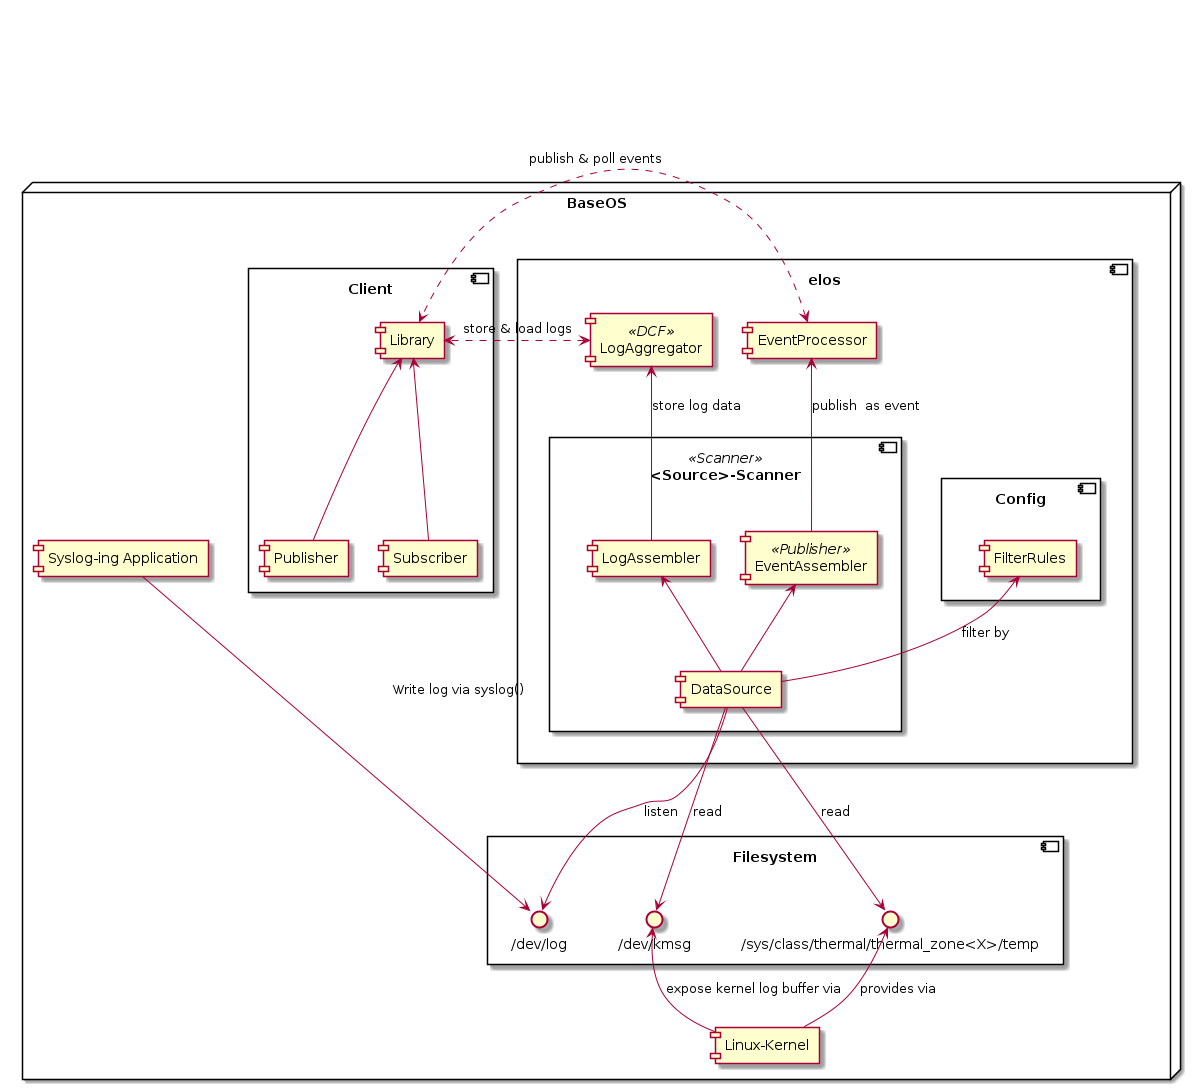 publish & poll events
BaseOS
elos
Client
store & load logs
Library
«DCF»
LogAggregator
EventProcessor
store log data
publish  as event
«Scanner»
<Source>-Scanner
Config
Syslog-ing Application
Publisher
Subscriber
LogAssembler
«Publisher»
EventAssembler
FilterRules
filter by
Write log via syslog()
DataSource
listen
read
read
Filesystem
/dev/log
/dev/kmsg
/sys/class/thermal/thermal_zone<X>/temp
expose kernel log buffer via
provides via
Linux-Kernel